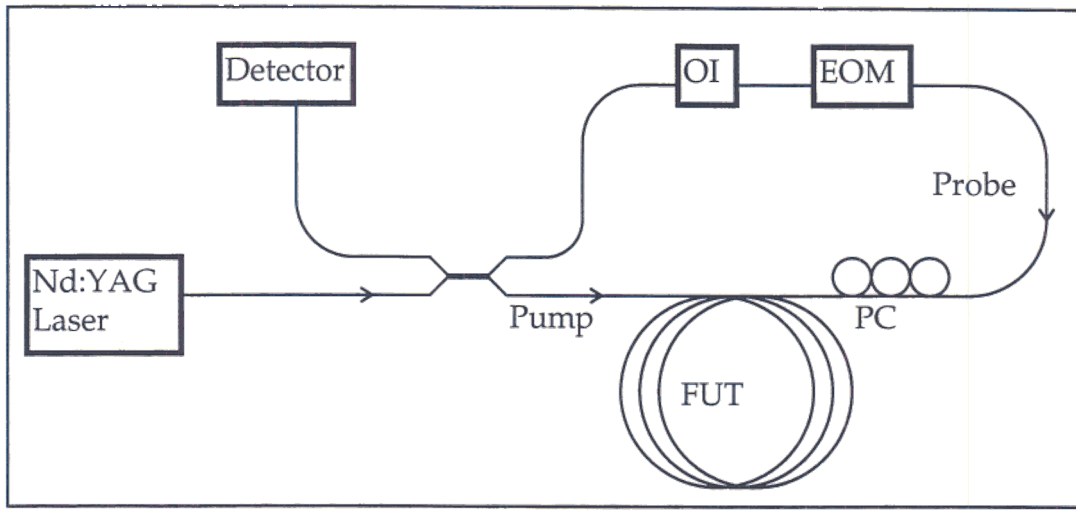 Detector
OI
EOM
Probe
Nd:YAG
Laser
Pump
PC
FUT